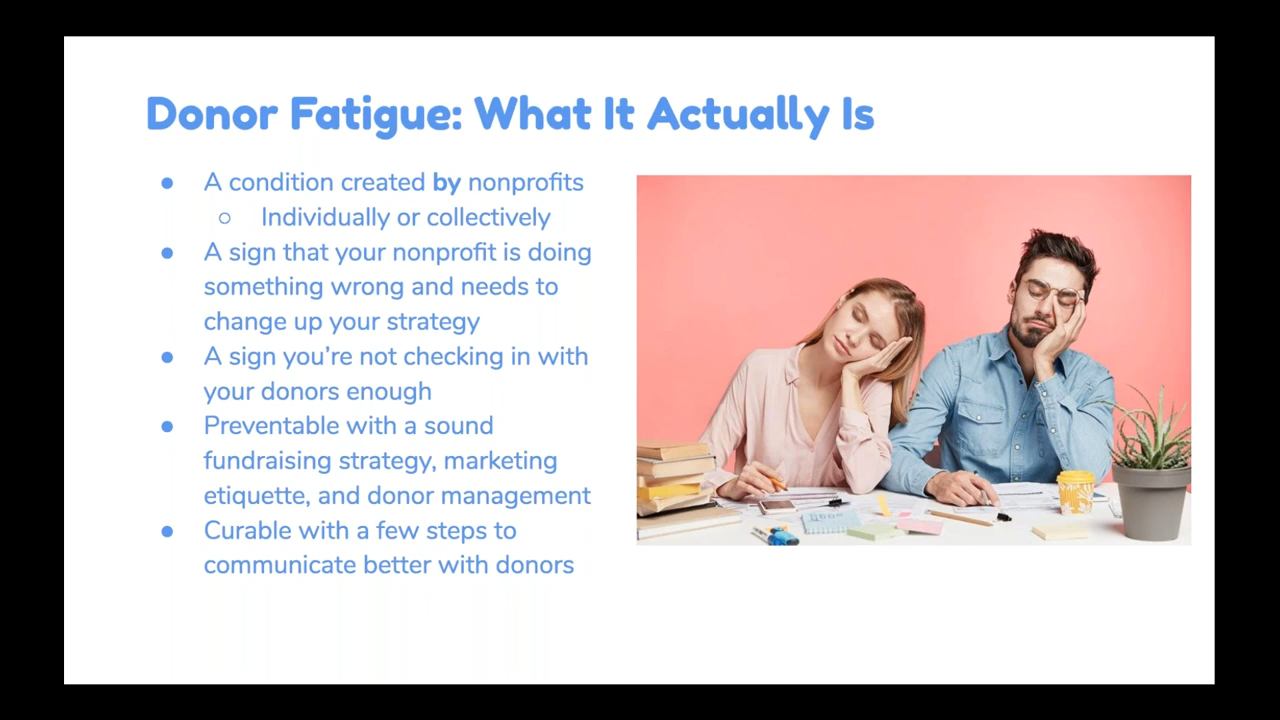 Donor Fatigue: What It Actually Is
● A condition created by nonprofits
○ Individually or collectively
● A sign that your nonprofit is doing
something wrong and needs to
change up your strategy
● A sign you’re not checking in with
your donors enough
● Preventable with a sound
fundraising strategy, marketing
etiquette, and donor management
● Curable with a few steps to
communicate better with donors